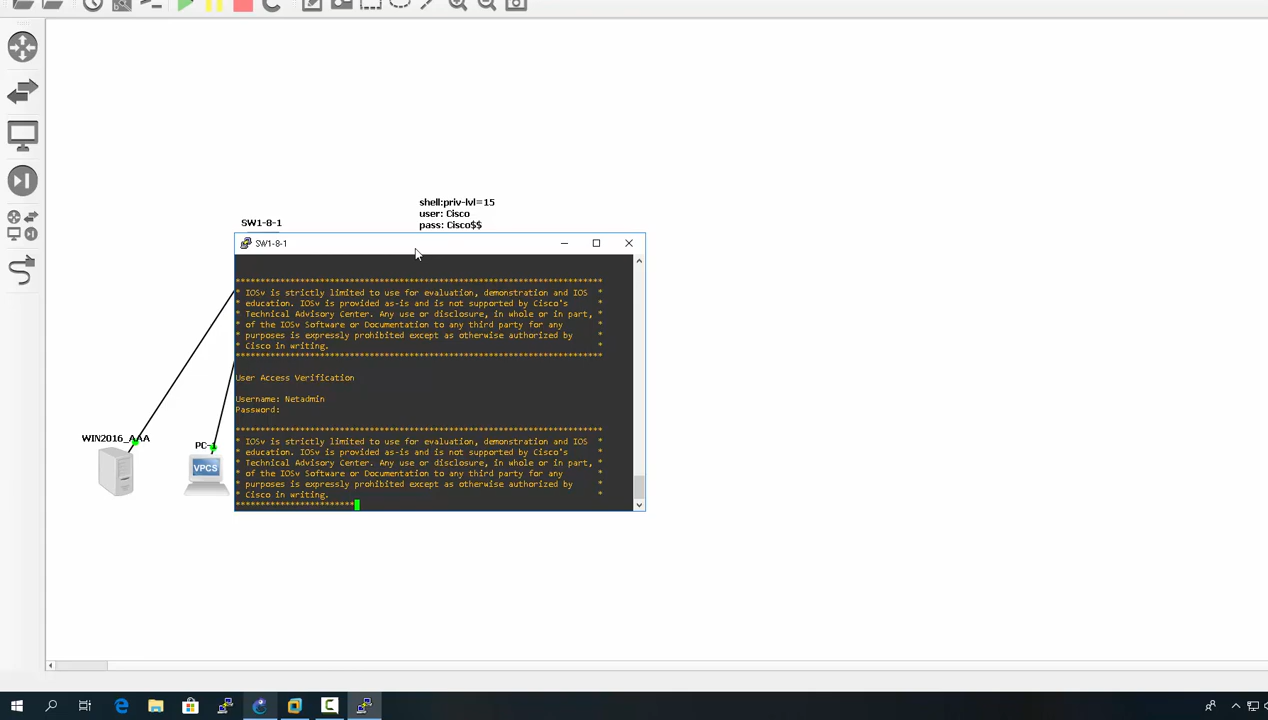 shell:priv-lvl=15
user: Cisco
pass: Cisco$$
SW1-8-1
SW1-8-1
******************************************************************************
* IOSv is strictly limited to use for evaluation, demonstration and IOS *
* education. IOSv is provided as-is and is not supported by Cisco's *
* Technical Advisory Center. Any use or disclosure, in whole or in part, *
* of the IOSv Software or Documentation to any third party for any *
* purposes is expressly prohibited except as otherwise authorized by *
* Cisco in writing. *
******************************************************************************
User Access Verification
Username: Netadmin
Password:
******************************************************************************
* IOSv is strictly limited to use for evaluation, demonstration and IOS *
* education. IOSv is provided as-is and is not supported by Cisco's *
* Technical Advisory Center. Any use or disclosure, in whole or in part, *
* of the IOSv Software or Documentation to any third party for any *
* purposes is expressly prohibited except as otherwise authorized by *
* Cisco in writing. *
*************************
WIN2016_AAA
PC-1
VPCS